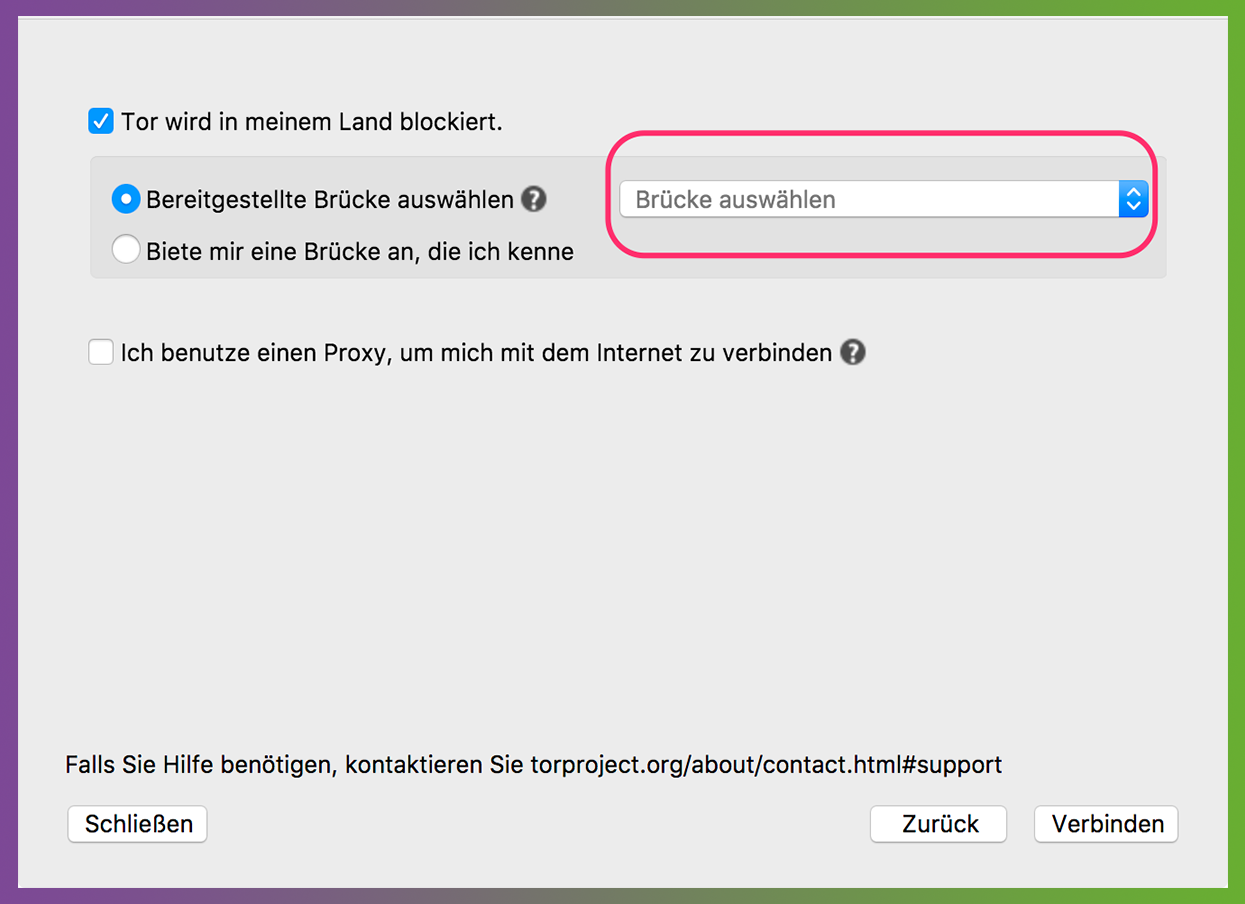 Tor wird in meinem Land blockiert.
Bereitgestellte Brücke auswählen ?
Brücke auswählen
Biete mir eine Brücke an, die ich kenne
Ich benutze einen Proxy, um mich mit dem Internet zu verbinden ?
Falls Sie Hilfe benötigen, kontaktieren Sie torproject.org/about/contact.html#support
Schließen
Zurück
Verbinden